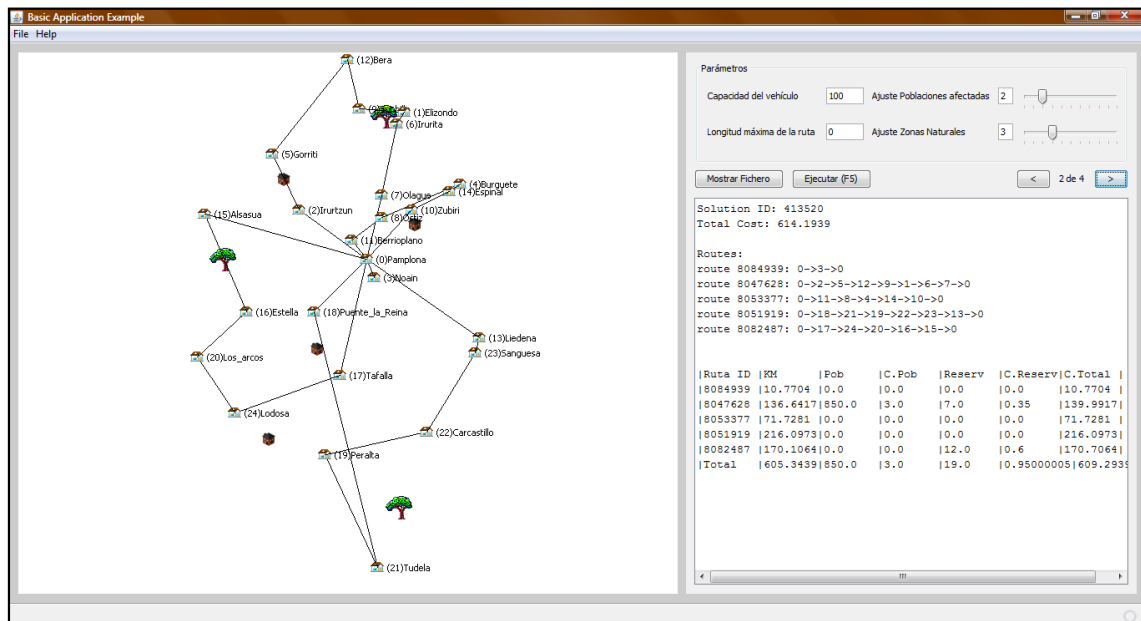 Basic Application Example
File Help
(12)Bera
(1)Elizondo
(6)Irurita
(5)Gorriti
(4)Burguete
(14)Espinal
(7)Olague
(2)Irurtzun
(10)Zubiri
(15)Alsasua
(8)Ostiz
(11)Berrioplano
(0)Pamplona
(3)Noain
(16)Estella
(18)Puente_la_Reina
(13)Liedena
(23)Sanguesa
(20)Los_arcos
(17)Tafalla
(24)Lodosa
(22)Carcastillo
(19)Peralta
(21)Tudela
Parámetros
Capacidad del vehículo 100 Ajuste Poblaciones afectadas 2
Longitud máxima de la ruta 0 Ajuste Zonas Naturales 3
Mostrar Fichero Ejecutar (F5) < 2 de 4 >
Solution ID: 413520
Total Cost: 614.1939
Routes:
route 8084939: 0->3->0
route 8047628: 0->2->5->12->9->1->6->7->0
route 8053377: 0->11->8->4->14->10->0
route 8051919: 0->18->21->19->22->23->13->0
route 8082487: 0->17->24->20->16->15->0
|Ruta ID |KM |Pob |C.Pob |Reserv |C.Reserv|C.Total |
|8084939 |10.7704 |0.0 |0.0 |0.0 |0.0 |10.7704 |
|8047628 |136.6417|850.0 |3.0 |7.0 |0.35 |139.9917|
|8053377 |71.7281 |0.0 |0.0 |0.0 |0.0 |71.7281 |
|8051919 |216.0973|0.0 |0.0 |0.0 |0.0 |216.0973|
|8082487 |170.1064|0.0 |0.0 |12.0 |0.6 |170.7064|
|Total |605.3439|850.0 |3.0 |19.0 |0.95000005|609.2939